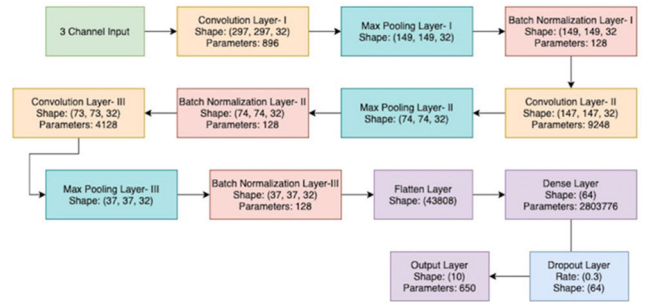 3 Channel Input
Convolution Layer- I
Shape: (297, 297, 32)
Parameters: 896
Max Pooling Layer- I
Shape: (149, 149, 32)
Batch Normalization Layer- I
Shape: (149, 149, 32
Parameters: 128
Convolution Layer- III
Shape: (73, 73, 32)
Parameters: 4128
Batch Normalization Layer- II
Shape: (74, 74, 32)
Parameters: 128
Max Pooling Layer- II
Shape: (74, 74, 32)
Convolution Layer- II
Shape: (147, 147, 32)
Parameters: 9248
Max Pooling Layer- III
Shape: (37, 37, 32)
Batch Normalization Layer-III
Shape: (37, 37, 32)
Parameters: 128
Flatten Layer
Shape: (43808)
Dense Layer
Shape: (64)
Parameters: 2803776
Output Layer
Shape: (10)
Parameters: 650
Dropout Layer
Rate: (0.3)
Shape: (64)